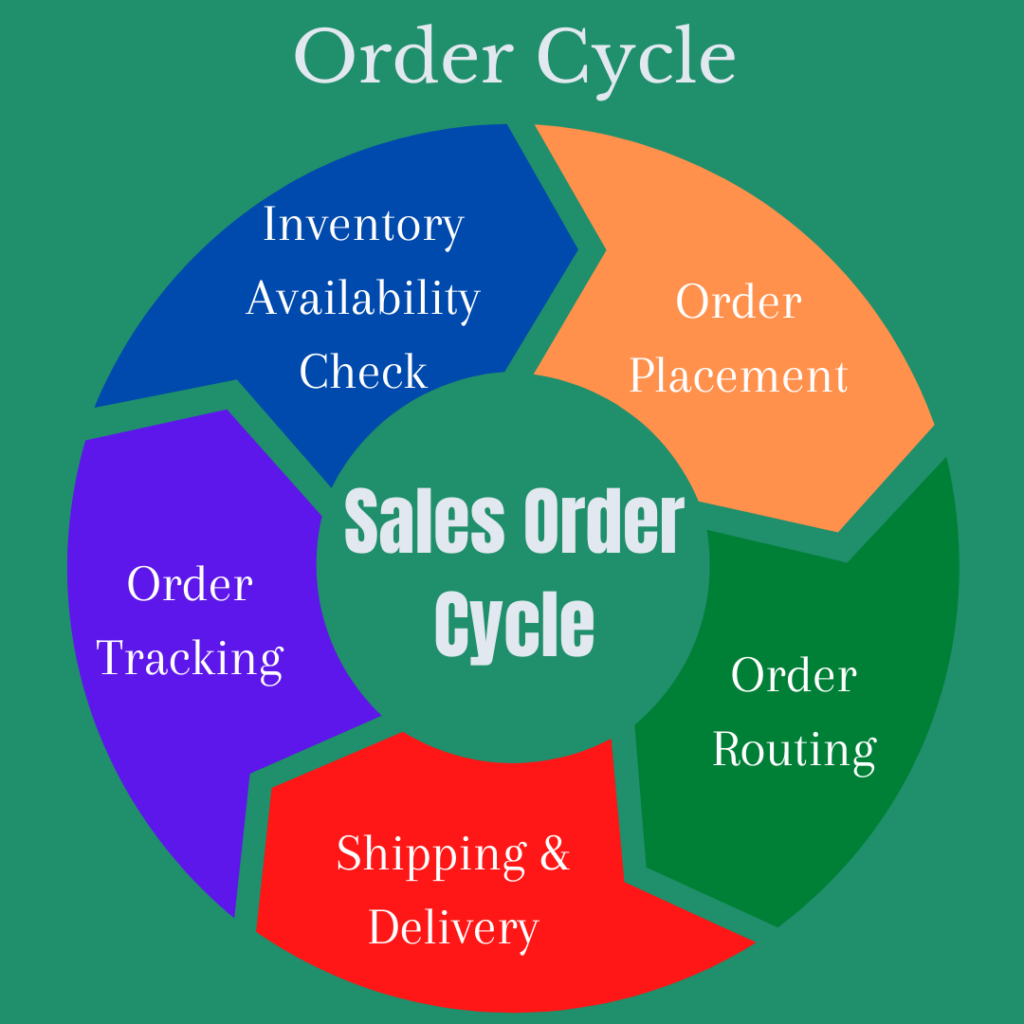 Order Cycle
Inventory
Availability
Check
Order
Placement
Sales Order
Cycle
Order
Tracking
Order
Routing
Shipping &
Delivery